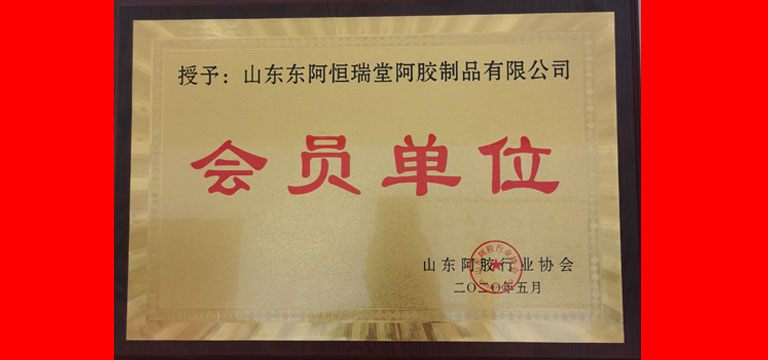 授予：山东东阿恒瑞堂阿胶制品有限公司
会员单位
山东阿胶行业协会
二〇二〇年五月